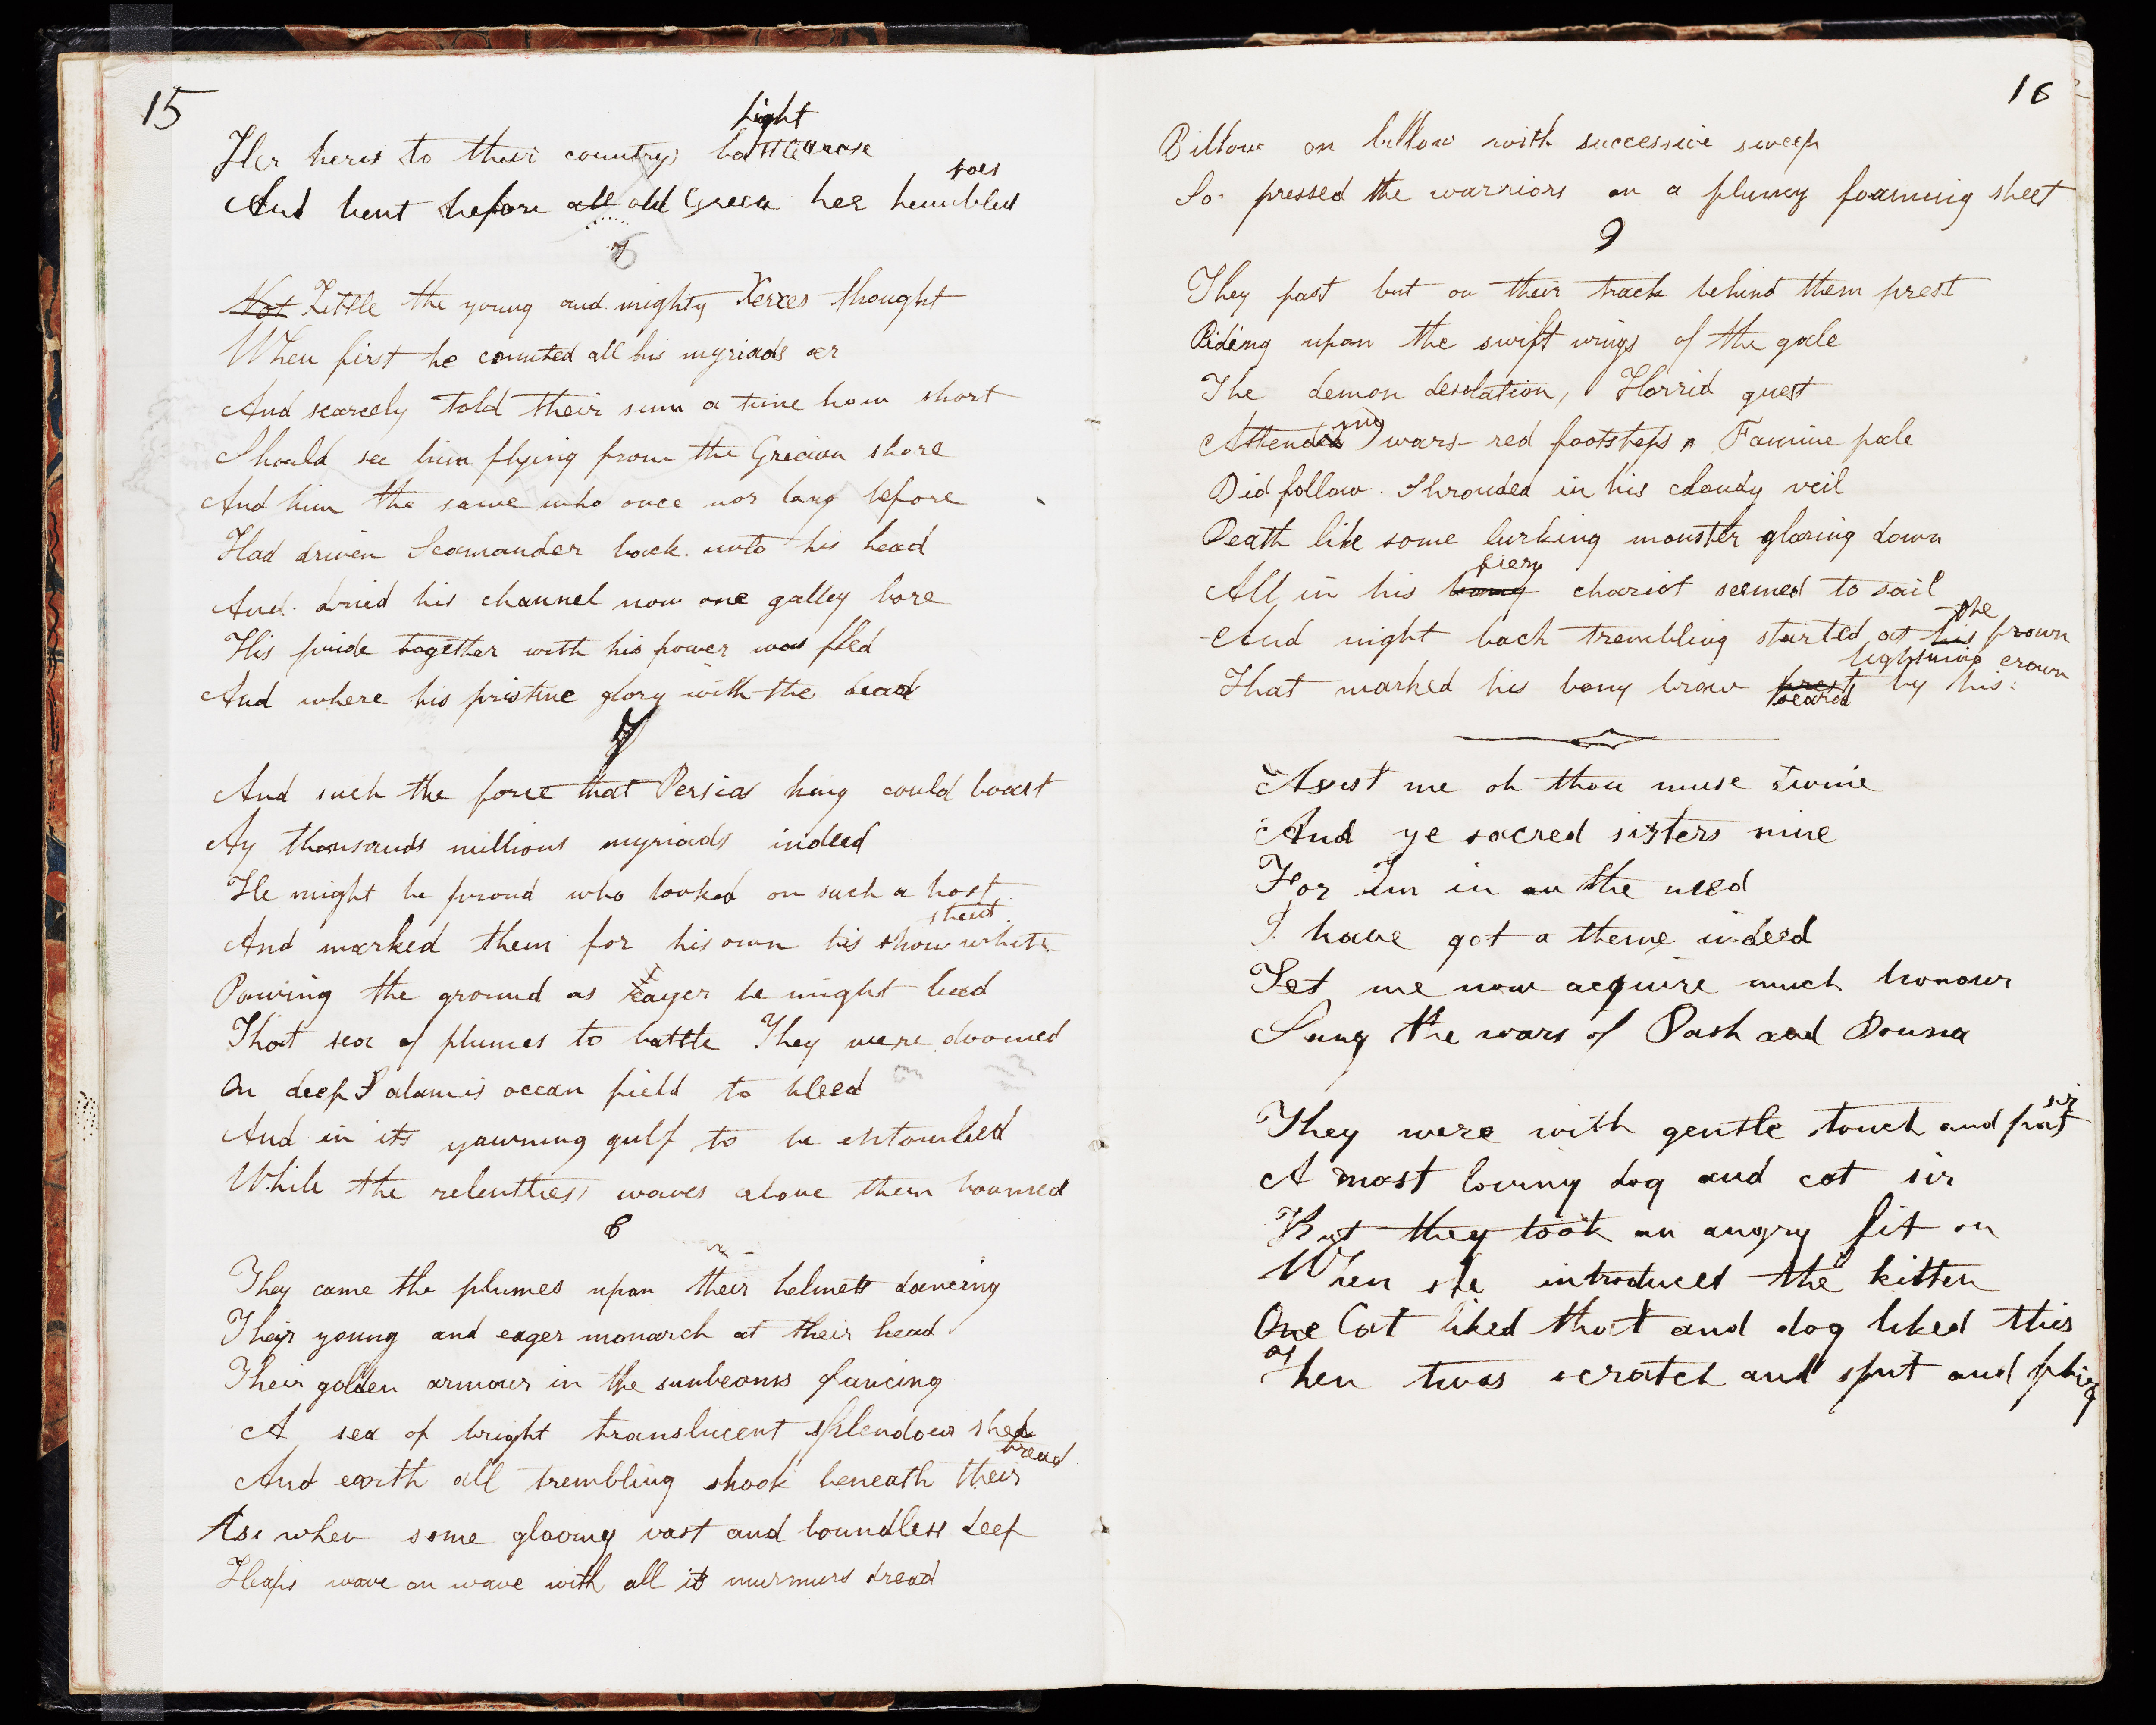 15
fight
Her heros to their countrys battle arose
foes
And bent before all old Greece her humbled
7
Not Little the young and mighty Xerxes thought
When first he counted all his myriads oer
And scarcely told their sum a time how short
Should see him flying from the Grecian shore
And him the same who once nor long before
Had driven Scamander back unto his head
And dried his channel now one galley bore
His pride together with his power was fled
And where his pristine glory with the dead
7
And such the force that Persias king could boast
Ay thousands millions myriads indeed
He might be proud who looked on such a host
steed
And marked them for his own his snow white
Pawing the ground as eager he might lead
That sea of plumes to battle They were doomed
On deep Salamis ocean field to bleed
And in its yawning gulf to be entombed
While the relentless waves above them boomed
8
They came the plumes upon their helmets dancing
Their young and eager monarch at their head
Their golden armour in the sunbeams glancing
A sea of bright translucent splendour shed
tread
And earth all trembling shook beneath their
As when some gloomy vast and boundless deep
Heaps wave on wave with all its murmurs dread
16
Billow on billow with successive sweep
So pressed the warriors on a plumy foaming sheet
9
They past but on their track behind them prest
Riding upon the swift wings of the gale
The demon desolation, Horrid guest
Attending wars red footsteps Famine pale
Did follow. Shrouded in his cloudy veil
Death like some lurking monster glaring down
fiery
All in his bony chariot seemed to sail
the
And night back trembling started at his frown
lightning crown
That marked his bony brow prest by his
seared
Assist me oh thou muse divine
And ye sacred sisters nine
For Im in an the need
I have got a theme indeed
Let me now acquire much honour
Sung the wars of Dash and Donna
sir
They were with gentle touch and pat
A most loving dog and cat sir
But they took an angry fit on
When she introduced the kitten
One Cat liked that and dog liked this
Then twas scratch and spit and phiz